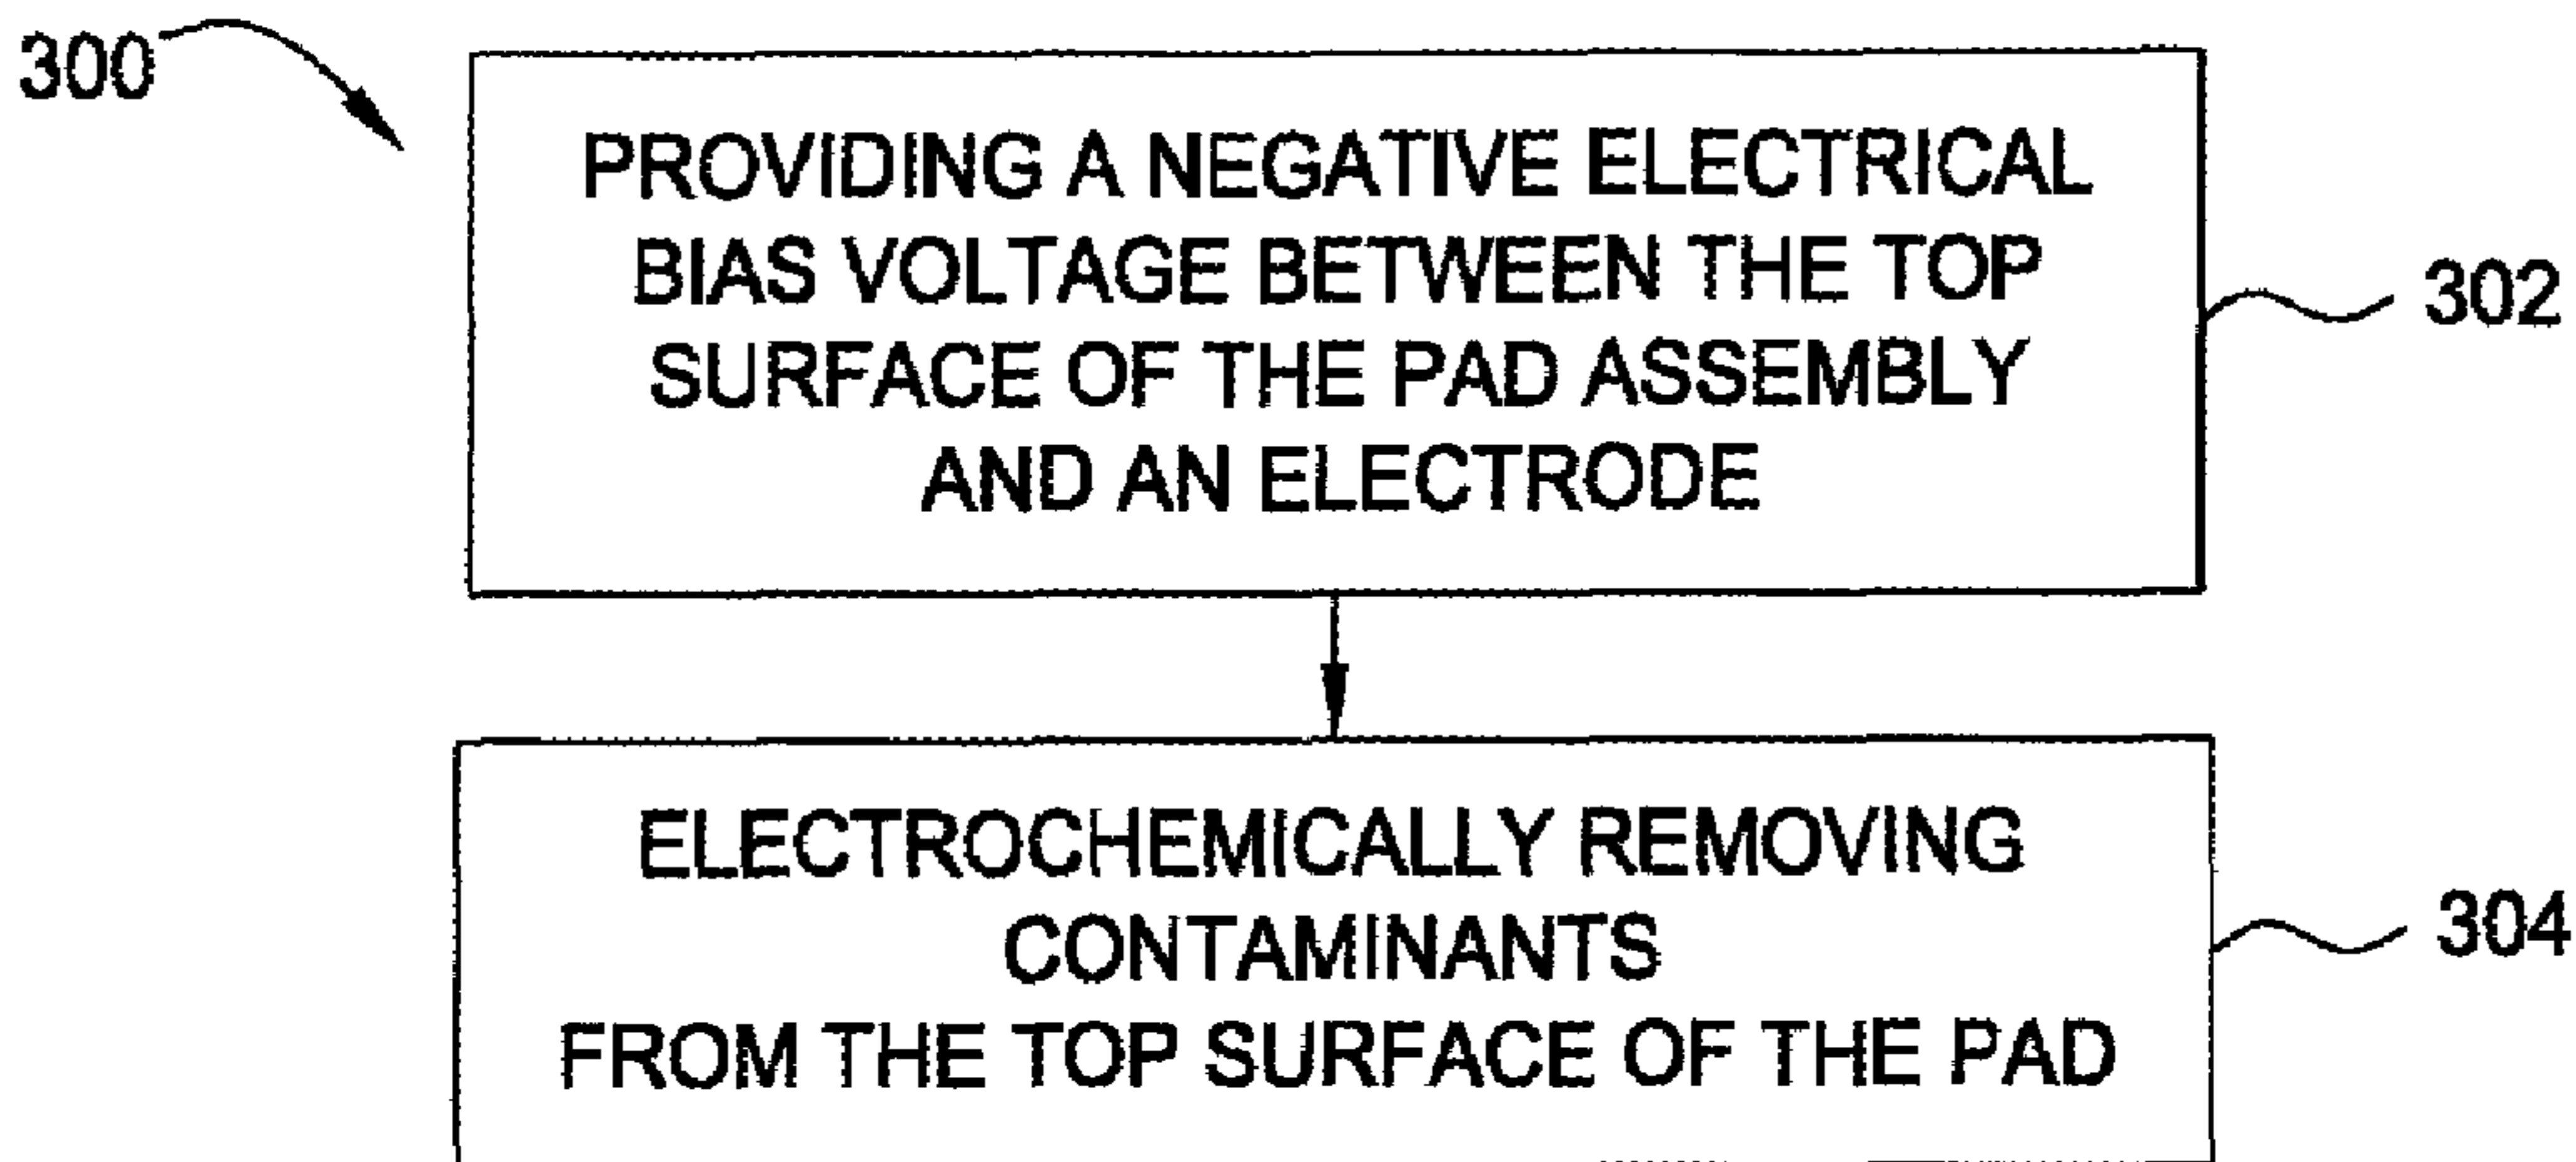 300
PROVIDING A NEGATIVE ELECTRICAL
BIAS VOLTAGE BETWEEN THE TOP
SURFACE OF THE PAD ASSEMBLY
AND AN ELECTRODE
302
ELECTROCHEMICALLY REMOVING
CONTAMINANTS
FROM THE TOP SURFACE OF THE PAD
304